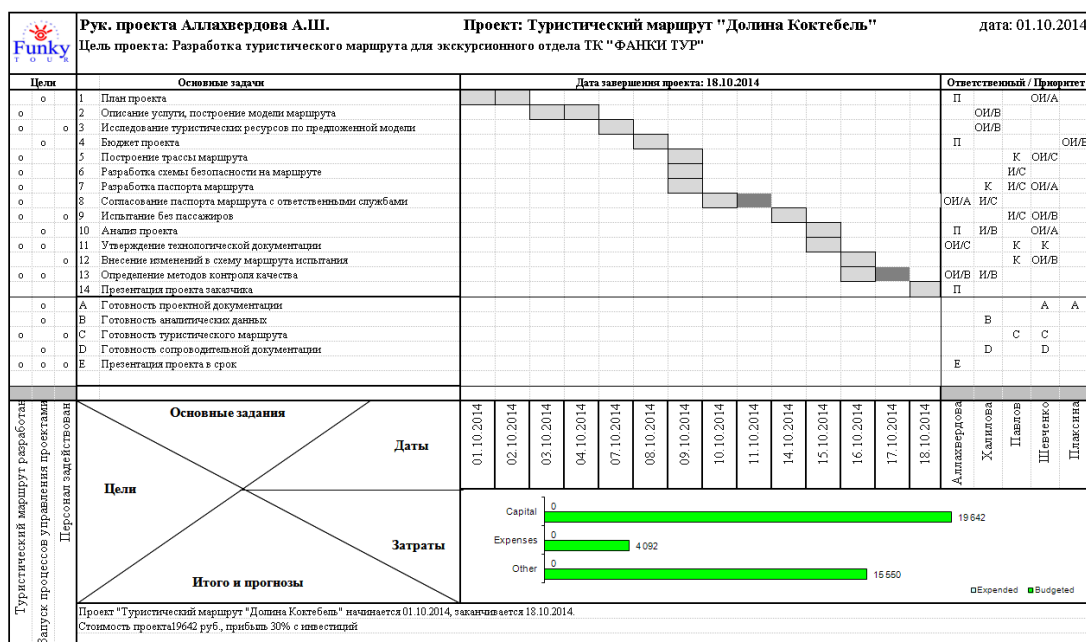 Funky
TOUR
Рук. проекта Аллахвердова А.Ш. Проект: Туристический маршрут "Долина Коктебель" дата: 01.10.2014
Цель проекта: Разработка туристического маршрута для экскурсионного отдела ТК "ФАНКИ ТУР"
Цели Основные задачи Дата завершения проекта: 18.10.2014 Ответственный / Приоритет
о 1 План проекта П ОИ/А
о 2 Описание услуги, построение модели маршрута ОИ/В
о о 3 Исследование туристических ресурсов по предложенной модели ОИ/В
о 4 Бюджет проекта П ОИ/В
о 5 Построение трассы маршрута К ОИ/С
о 6 Разработка схемы безопасности на маршруте И/С
о 7 Разработка паспорта маршрута К И/С ОИ/А
о 8 Согласование паспорта маршрута с ответственными службами ОИ/А И/С
о о 9 Испытание без пассажиров И/С ОИ/В
о 10 Анализ проекта П И/В ОИ/А
о о 11 Утверждение технологической документации ОИ/С К К
о 12 Внесение изменений в схему маршрута испытания К ОИ/В
о о 13 Определение методов контроля качества ОИ/В И/В
14 Презентация проекта заказчика П
о A Готовность проектной документации А А
о B Готовность аналитических данных В
о о C Готовность туристического маршрута С С
о D Готовность сопроводительной документации D D
о о о E Презентация проекта в срок Е
Туристический маршрут разработан
Запуск процессов управления проектами
Персонал задействован
Основные задания
Даты
Цели
Затраты
Итого и прогнозы
01.10.2014
02.10.2014
03.10.2014
04.10.2014
07.10.2014
08.10.2014
09.10.2014
10.10.2014
11.10.2014
14.10.2014
15.10.2014
16.10.2014
17.10.2014
18.10.2014
Аллахвердова
Халилова
Павлов
Шевченко
Плаксина
Capital 0 19 642
Expenses 0 4 092
Other 0 15 550
Expended Budgeted
Проект "Туристический маршрут "Долина Коктебель" начинается 01.10.2014, заканчивается 18.10.2014.
Стоимость проекта19642 руб., прибыль 30% с инвестиций